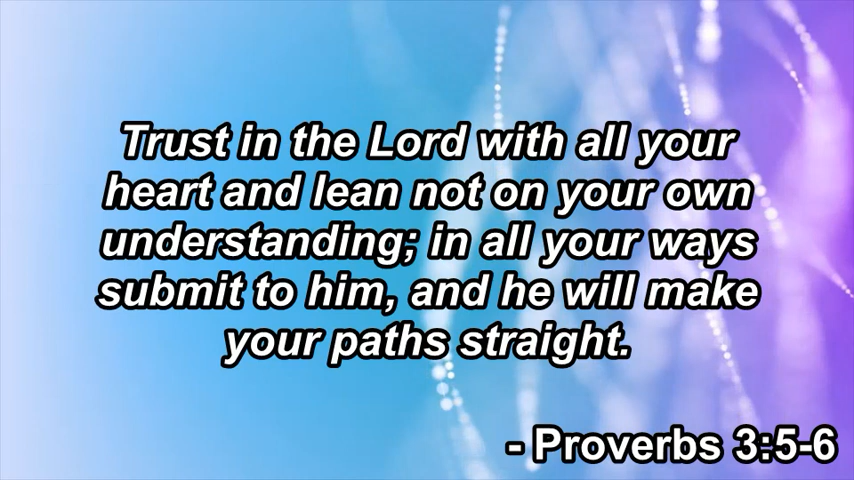 Trust in the Lord with all your
heart and lean not on your own
understanding; in all your ways
submit to him, and he will make
your paths straight.
- Proverbs 3:5-6